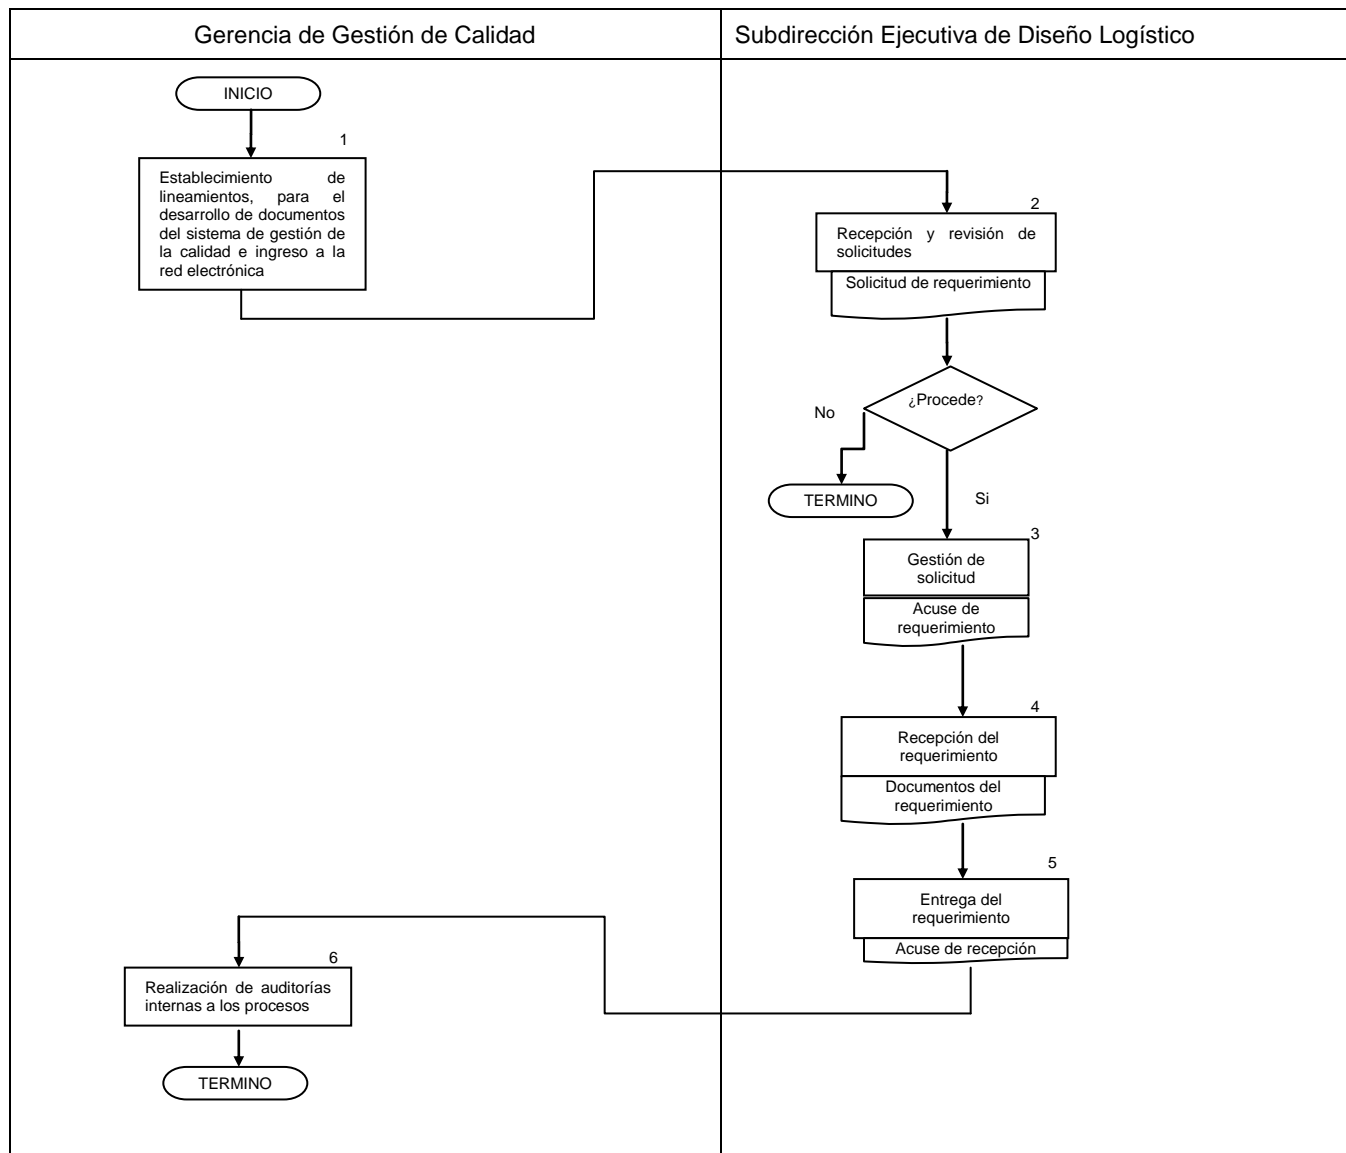 Gerencia de Gestión de Calidad
Subdirección Ejecutiva de Diseño Logístico
INICIO
1
Establecimiento de
lineamientos, para el
desarrollo de documentos
del sistema de gestión de
la calidad e ingreso a la
red electrónica
2
Recepción y revisión de
solicitudes
Solicitud de requerimiento
¿Procede?
No
TERMINO
Si
3
Gestión de
solicitud
Acuse de
requerimiento
4
Recepción del
requerimiento
Documentos del
requerimiento
5
Entrega del
requerimiento
Acuse de recepción
6
Realización de auditorías
internas a los procesos
TERMINO